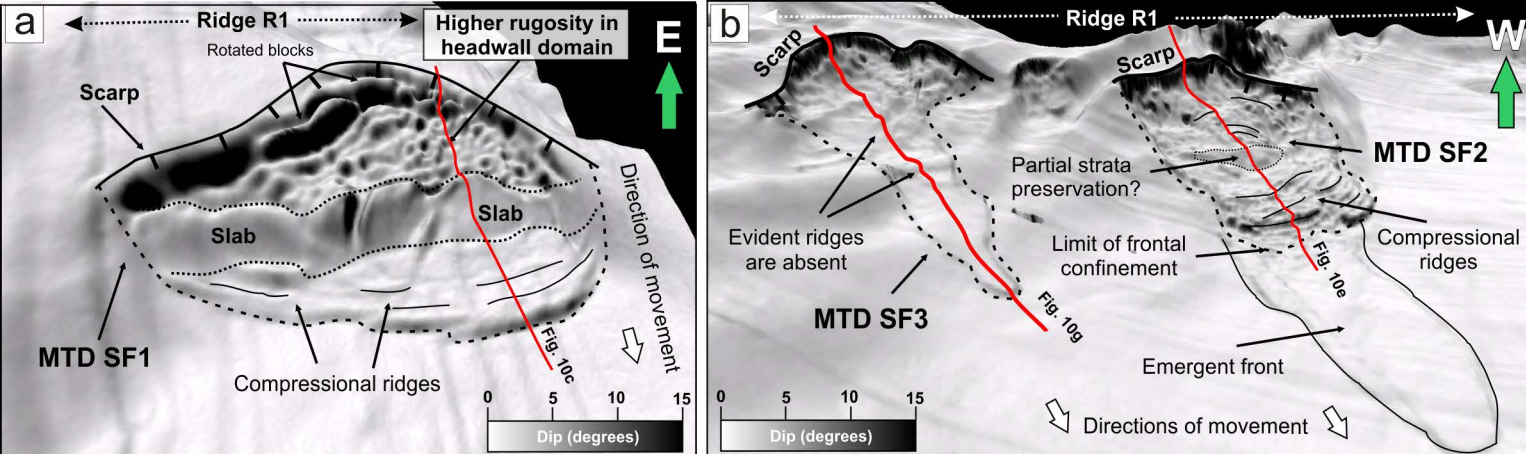 a
Ridge R1
Higher rugosity in
headwall domain
Rotated blocks
E
Scarp
Slab
Slab
Direction of movement
MTD SF1
Compressional ridges
Fig. 10c
0 5 10 15
Dip (degrees)
b
Ridge R1
W
Scarp
Scarp
MTD SF2
Partial strata
preservation?
Evident ridges
are absent
Limit of frontal
confinement
Compressional
ridges
Fig. 10e
MTD SF3
Fig. 10g
Emergent front
0 5 10 15
Dip (degrees)
Directions of movement